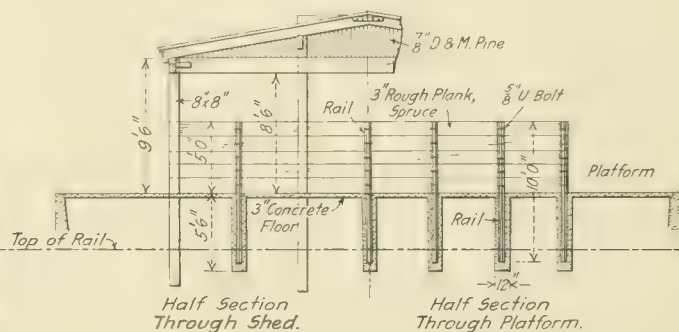 7/8" D & M. Pine
8"x8"
9'6"
8'6"
5'0"
5'6"
Rail
3" Rough Plank,
Spruce
5/8" U Bolt
10'0"
Platform
3" Concrete
Floor
Rail
Top of Rail
12"
Half Section
Through Shed.
Half Section
Through Platform.